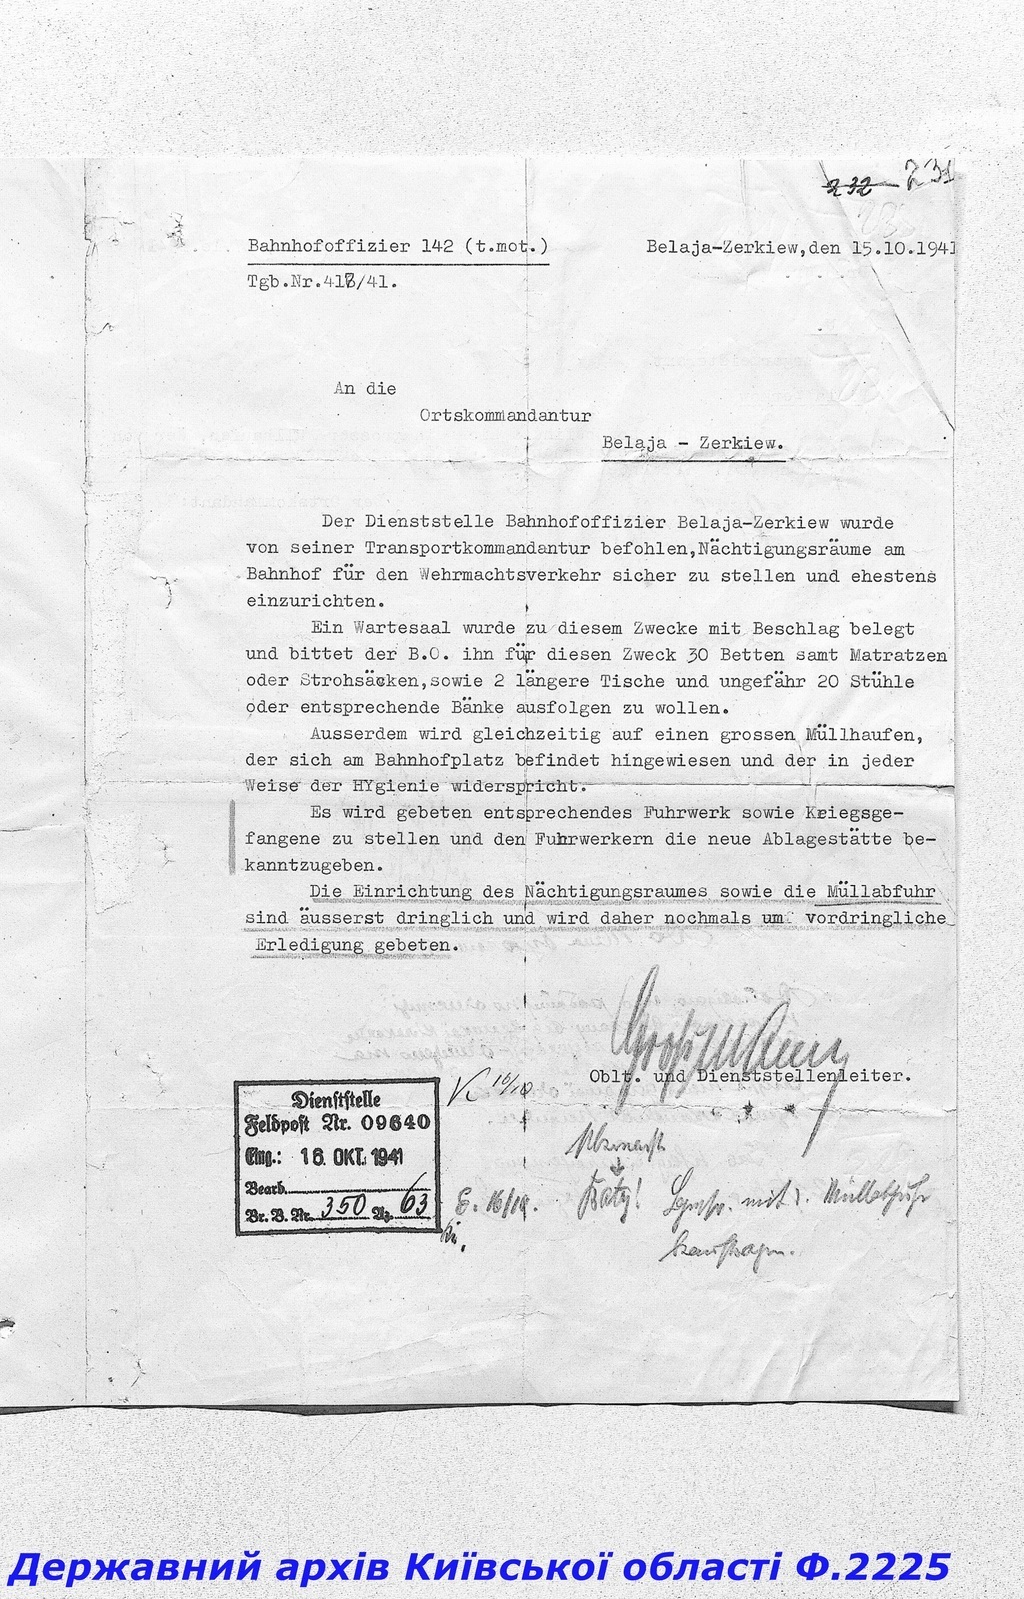 232 231
Bahnhofoffizier 142 (t.mot.) Belaja-Zerkiew,den 15.10.1941
Tgb.Nr.418/41.
An die
Ortskommandantur
Belaja - Zerkiew.
Der Dienststelle Bahnhofoffizier Belaja-Zerkiew wurde
von seiner Transportkommandantur befohlen,Nächtigungsräume am
Bahnhof für den Wehrmachtsverkehr sicher zu stellen und ehestens
einzurichten.
Ein Wartesaal wurde zu diesem Zwecke mit Beschlag belegt
und bittet der B.O. ihn für diesen Zweck 30 Betten samt Matratzen
oder Strohsäcken,sowie 2 längere Tische und ungefähr 20 Stühle
oder entsprechende Bänke ausfolgen zu wollen.
Ausserdem wird gleichzeitig auf einen grossen Müllhaufen,
der sich am Bahnhofplatz befindet hingewiesen und der in jeder
Weise der HYgienie widerspricht.
Es wird gebeten entsprechendes Fuhrwerk sowie Kriegsge-
fangene zu stellen und den Fuhrwerkern die neue Ablagestätte be-
kanntzugeben.
Die Einrichtung des Nächtigungsraumes sowie die Müllabfuhr
sind äusserst dringlich und wird daher nochmals um vordringliche
Erledigung gebeten.
Oblt. und Dienststellenleiter.
K 16/10
Dienststelle
Feldpost Nr. 09640
Eing.: 16. OKT. 1941
Bearb.
Br. B. Nr. 350 Az. 63
E. 16/10.
mit d. Müllabfuhr
beauftragen.
Державний архів Київської області Ф.2225